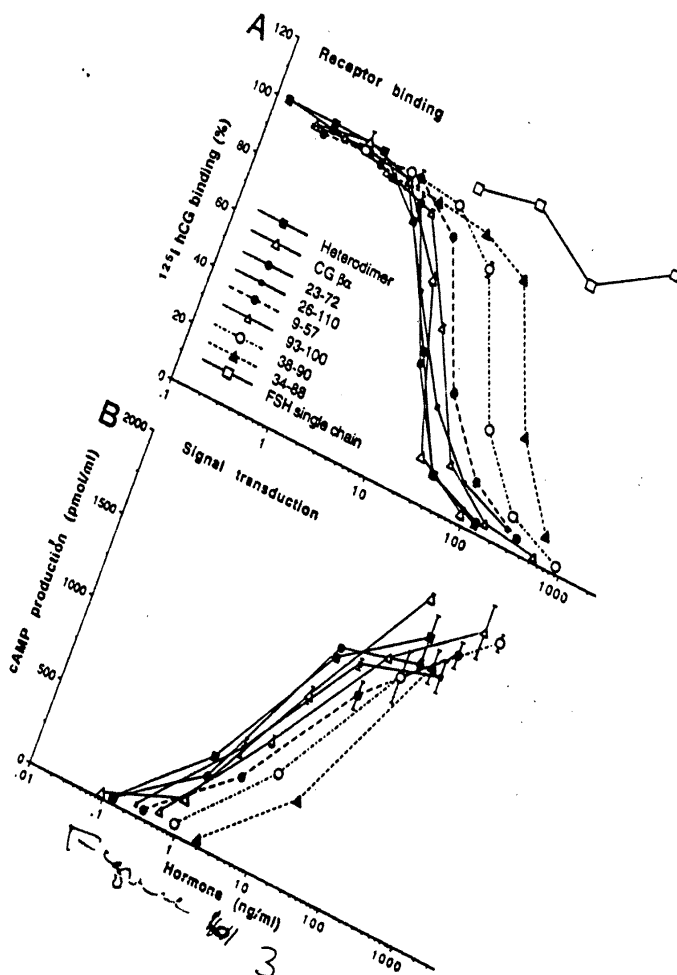 A
Receptor binding
120
100
80
60
40
20
0
¹²⁵I hCG binding (%)
Heterodimer
CG βα
23-72
26-110
9-57
93-100
38-90
34-88
FSH single chain
.1
1
10
100
1000
B
Signal transduction
2000
1500
1000
500
0
cAMP production (pmol/ml)
.01
.1
1
10
100
1000
Hormone (ng/ml)
Figure
3